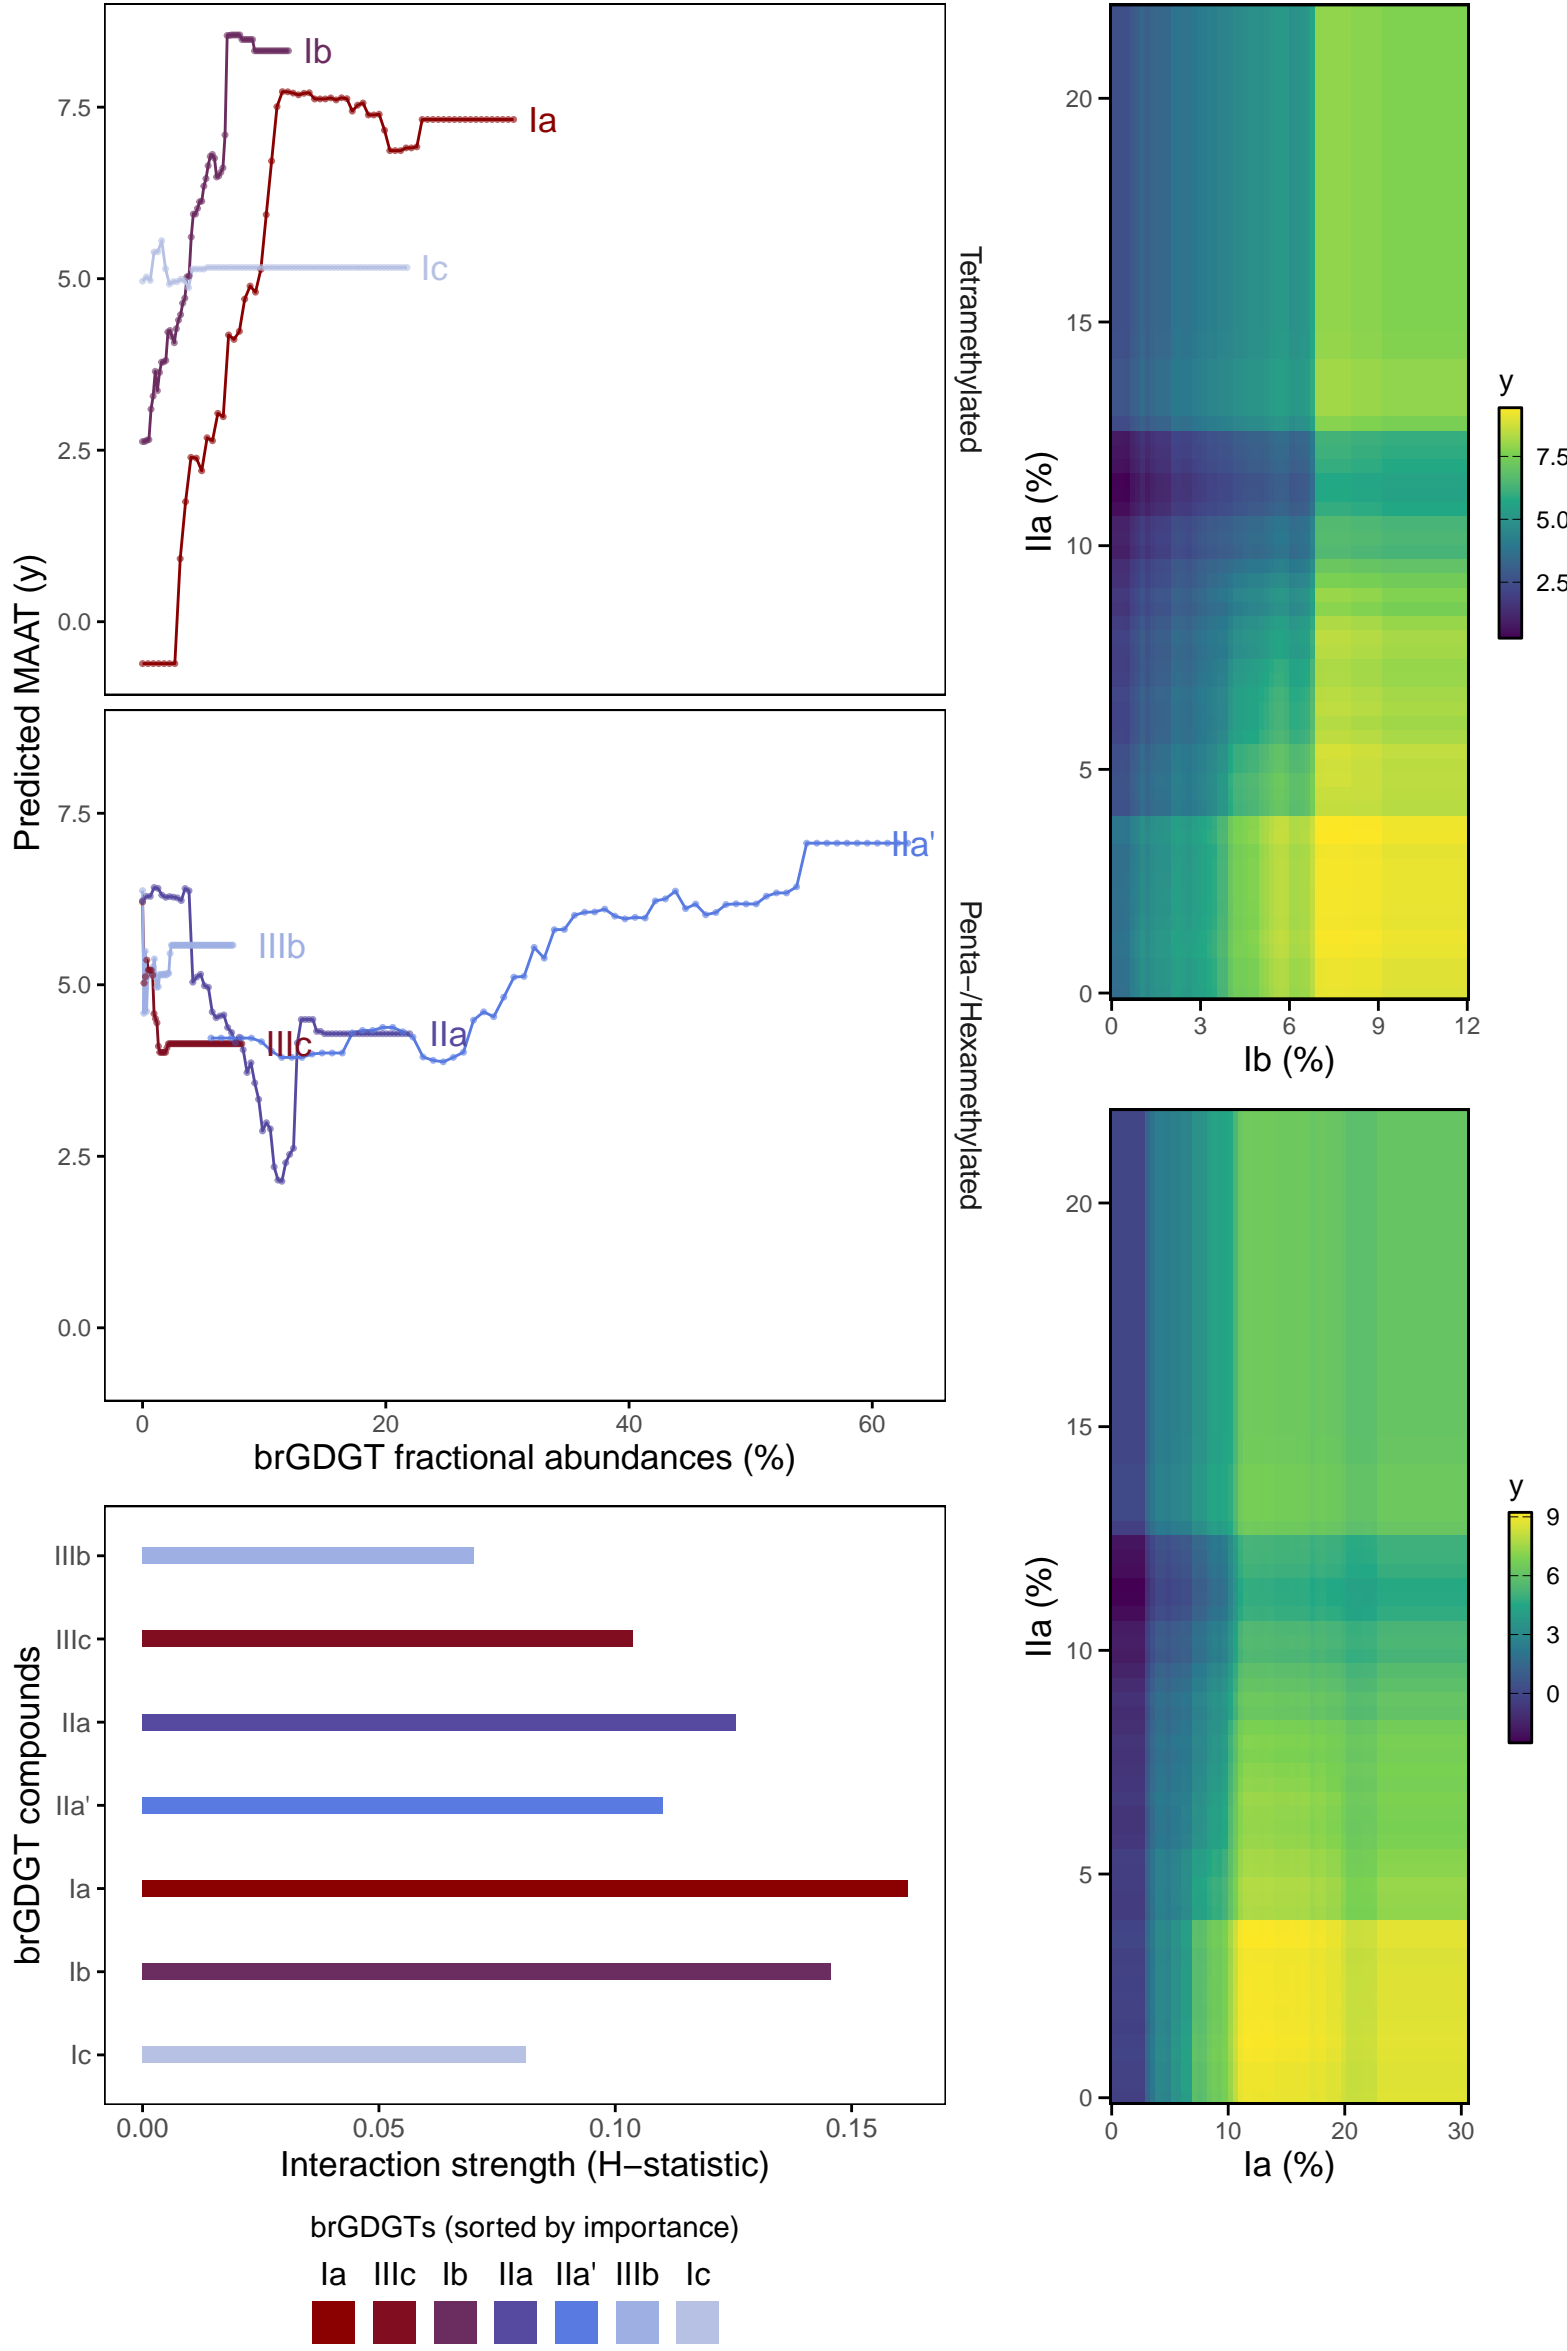 Predicted MAAT (y)
7.5
5.0
2.5
0.0
Ib
Ia
Ic
Tetramethylated
7.5
5.0
2.5
0.0
IIa'
IIIb
IIIc
IIa
Penta−/Hexamethylated
0 20 40 60
brGDGT fractional abundances (%)
brGDGT compounds
IIIb
IIIc
IIa
IIa'
Ia
Ib
Ic
0.00 0.05 0.10 0.15
Interaction strength (H−statistic)
brGDGTs (sorted by importance)
Ia IIIc Ib IIa IIa' IIIb Ic
IIa (%)
20
15
10
5
0
0 3 6 9 12
Ib (%)
y
7.5
5.0
2.5
IIa (%)
20
15
10
5
0
0 10 20 30
Ia (%)
y
9
6
3
0